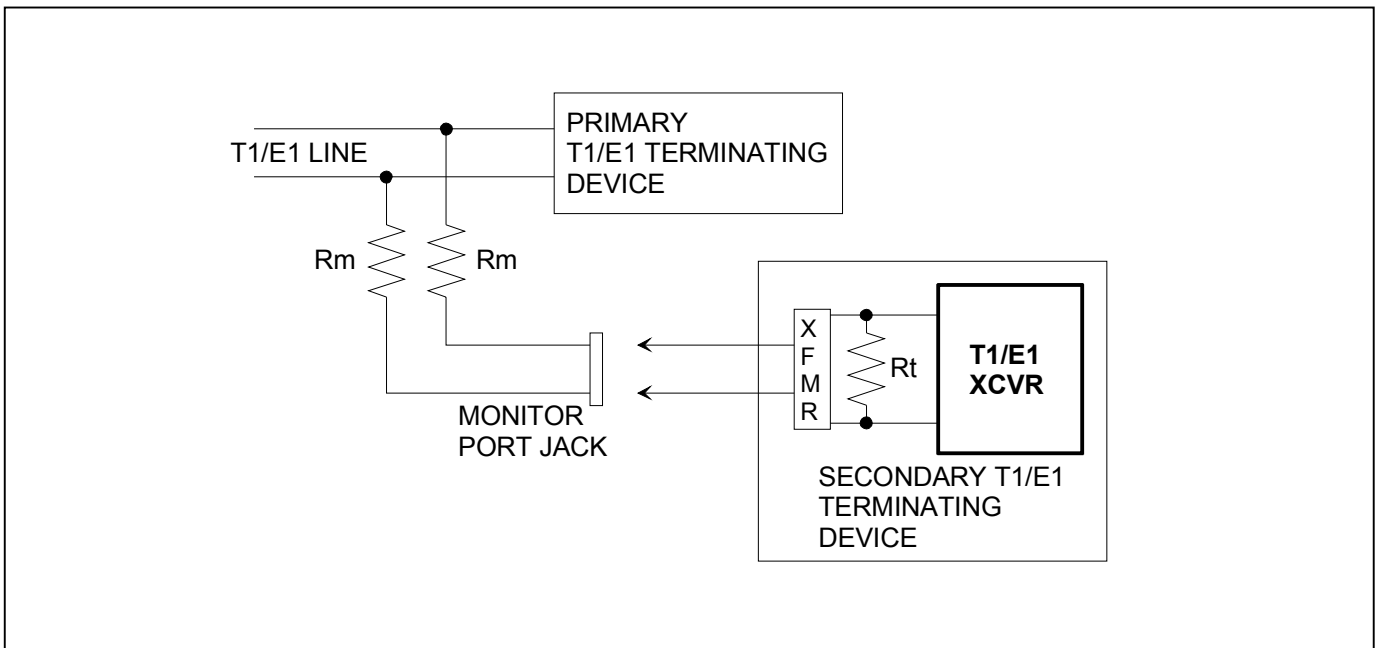 PRIMARY
T1/E1 TERMINATING
DEVICE
T1/E1 LINE
Rm
Rm
MONITOR
PORT JACK
X
F
M
R
Rt
T1/E1
XCVR
SECONDARY T1/E1
TERMINATING
DEVICE